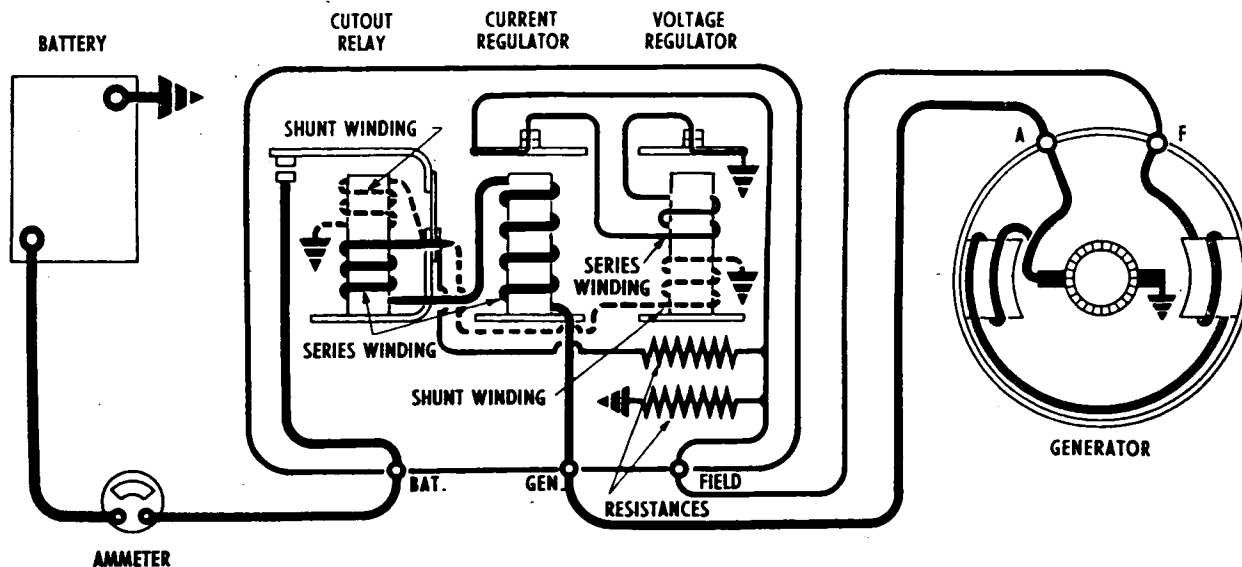 BATTERY
CUTOUT
RELAY
CURRENT
REGULATOR
VOLTAGE
REGULATOR
SHUNT WINDING
A
F
SERIES
WINDING
SERIES WINDING
SHUNT WINDING
GENERATOR
BAT.
GEN.
FIELD
RESISTANCES
AMMETER